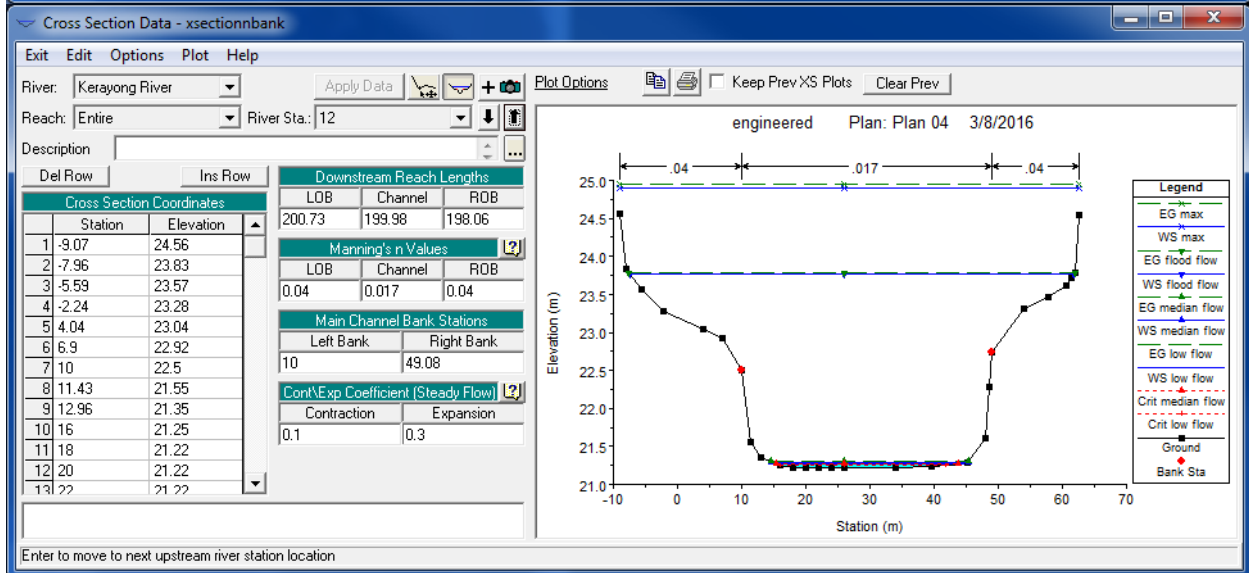 Cross Section Data - xsectionnbank
Exit Edit Options Plot Help
River: Kerayong River Apply Data + Plot Options Keep Prev XS Plots Clear Prev
Reach: Entire River Sta.: 12
Description ...
Del Row Ins Row
Cross Section Coordinates
Station Elevation
1 -9.07 24.56
2 -7.96 23.83
3 -5.59 23.57
4 -2.24 23.28
5 4.04 23.04
6 6.9 22.92
7 10 22.5
8 11.43 21.55
9 12.96 21.35
10 16 21.25
11 18 21.22
12 20 21.22
13 22 21.22
Downstream Reach Lengths
LOB Channel ROB
200.73 199.98 198.06
Manning's n Values ?
LOB Channel ROB
0.04 0.017 0.04
Main Channel Bank Stations
Left Bank Right Bank
10 49.08
Cont\Exp Coefficient (Steady Flow) ?
Contraction Expansion
0.1 0.3
engineered Plan: Plan 04 3/8/2016
.04 .017 .04
25.0
24.5
24.0
23.5
23.0
22.5
22.0
21.5
21.0
Elevation (m)
-10 0 10 20 30 40 50 60 70
Station (m)
Legend
EG max
WS max
EG flood flow
WS flood flow
EG median flow
WS median flow
EG low flow
WS low flow
Crit median flow
Crit low flow
Ground
Bank Sta
Enter to move to next upstream river station location